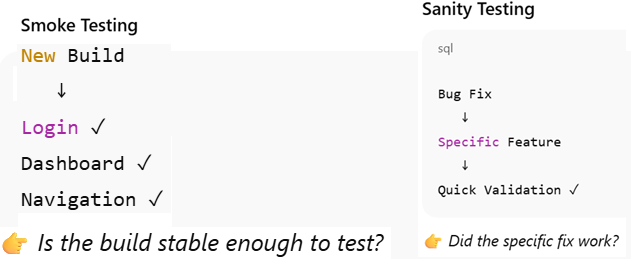 Smoke Testing
New Build
↓
Login ✓
Dashboard ✓
Navigation ✓
👉 Is the build stable enough to test?
Sanity Testing
sql
Bug Fix
↓
Specific Feature
↓
Quick Validation ✓
👉 Did the specific fix work?